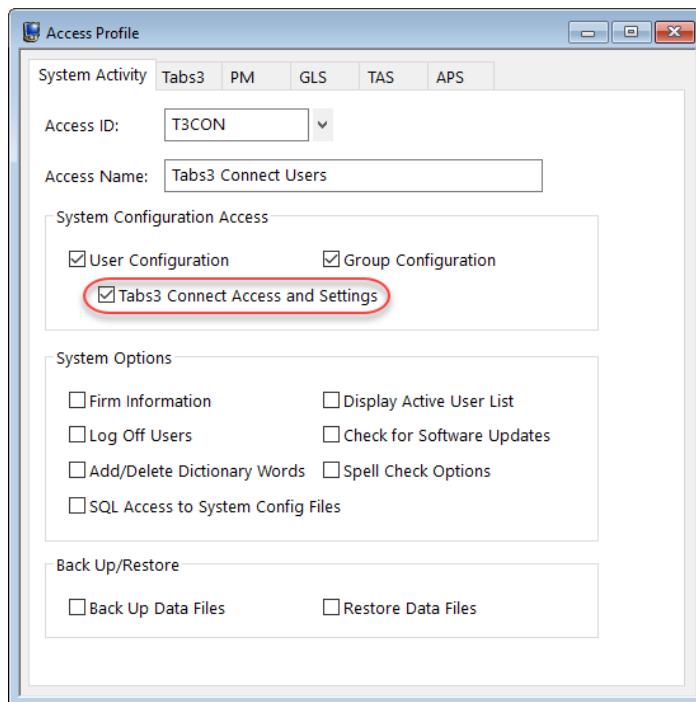 Access Profile
System Activity Tabs3 PM GLS TAS APS
Access ID: T3CON
Access Name: Tabs3 Connect Users
System Configuration Access
User Configuration Group Configuration
Tabs3 Connect Access and Settings
System Options
Firm Information Display Active User List
Log Off Users Check for Software Updates
Add/Delete Dictionary Words Spell Check Options
SQL Access to System Config Files
Back Up/Restore
Back Up Data Files Restore Data Files